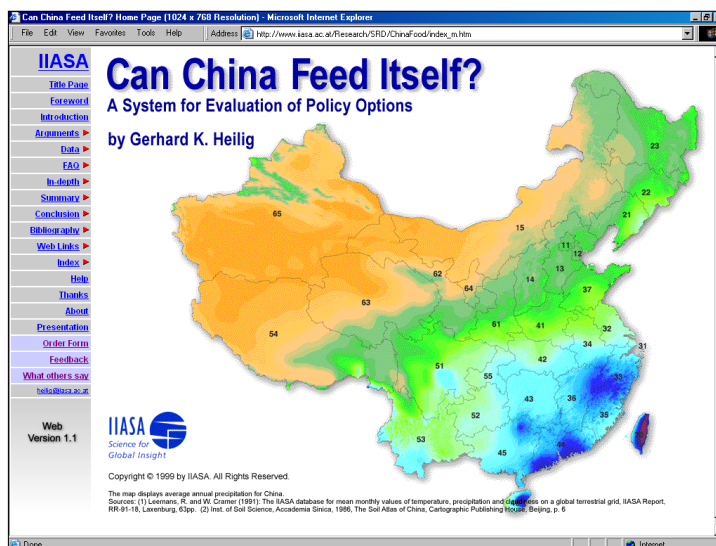 Can China Feed Itself? Home Page (1024 x 768 Resolution) - Microsoft Internet Explorer
File Edit View Favorites Tools Help Address http://www.iiasa.ac.at/Research/SRD/ChinaFood/index_m.htm
IIASA
Title Page
Foreword
Introduction
Arguments
Data
FAQ
In-depth
Summary
Conclusion
Bibliography
Web Links
Index
Help
Thanks
About
Presentation
Order Form
Feedback
What others say
heilig@iiasa.ac.at
Web
Version 1.1
Can China Feed Itself?
A System for Evaluation of Policy Options
by Gerhard K. Heilig
23
22
21
65
15
11
12
13
62
14
64
63
37
61
41
32
54
34
31
51
42
55
33
43
36
52
35
53
45
44
IIASA
Science for
Global Insight
Copyright © 1999 by IIASA. All Rights Reserved.
The map displays average annual precipitation for China.
Sources: (1) Leemans, R. and W. Cramer (1991): The IIASA database for mean monthly values of temperature, precipitation and cloudiness on a global terrestrial grid, IIASA Report,
RR-91-18, Laxenburg, 63pp. (2) Inst. of Soil Science, Accademia Sinica, 1986, The Soil Atlas of China, Cartographic Publishing House, Beijing, p. 6
Done Internet